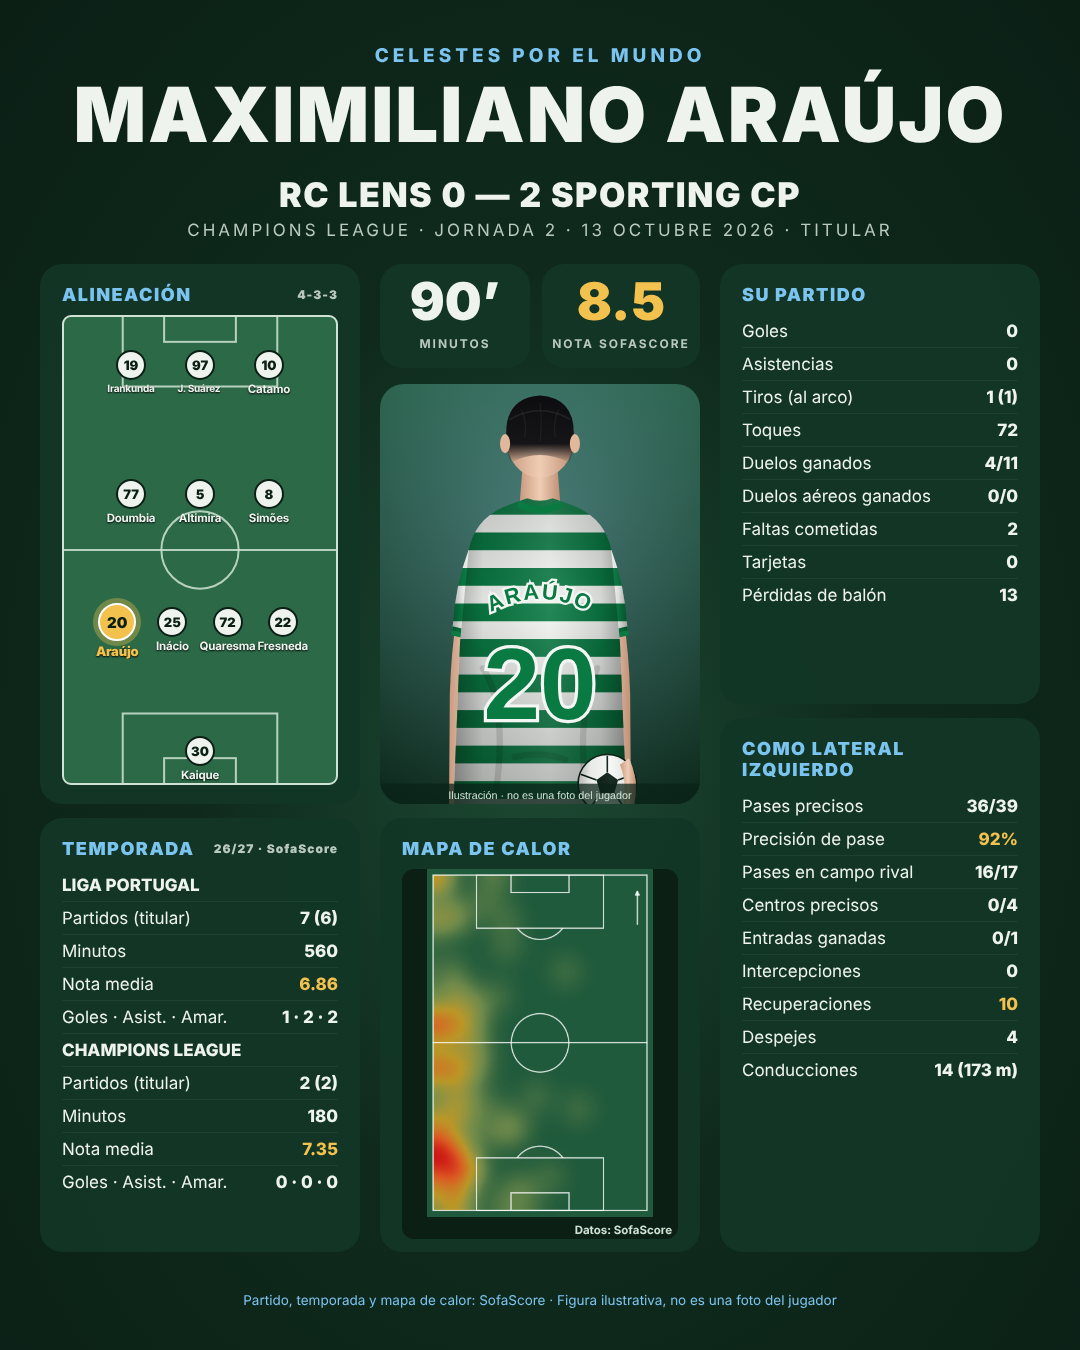 CELESTES POR EL MUNDO
MAXIMILIANO ARAÚJO
RC LENS 0 — 2 SPORTING CP
CHAMPIONS LEAGUE · JORNADA 2 · 13 OCTUBRE 2026 · TITULAR
ALINEACIÓN 4-3-3
19 97 10
Irankunda J. Suárez Catamo
77 5 8
Doumbia Altimira Simões
20 25 72 22
Araújo Inácio Quaresma Fresneda
30
Kaique
90’
MINUTOS
8.5
NOTA SOFASCORE
ARAÚJO
20
Ilustración · no es una foto del jugador
SU PARTIDO
Goles 0
Asistencias 0
Tiros (al arco) 1 (1)
Toques 72
Duelos ganados 4/11
Duelos aéreos ganados 0/0
Faltas cometidas 2
Tarjetas 0
Pérdidas de balón 13
TEMPORADA 26/27 · SofaScore
LIGA PORTUGAL
Partidos (titular) 7 (6)
Minutos 560
Nota media 6.86
Goles · Asist. · Amar. 1 · 2 · 2
CHAMPIONS LEAGUE
Partidos (titular) 2 (2)
Minutos 180
Nota media 7.35
Goles · Asist. · Amar. 0 · 0 · 0
MAPA DE CALOR
Datos: SofaScore
COMO LATERAL
IZQUIERDO
Pases precisos 36/39
Precisión de pase 92%
Pases en campo rival 16/17
Centros precisos 0/4
Entradas ganadas 0/1
Intercepciones 0
Recuperaciones 10
Despejes 4
Conducciones 14 (173 m)
Partido, temporada y mapa de calor: SofaScore · Figura ilustrativa, no es una foto del jugador